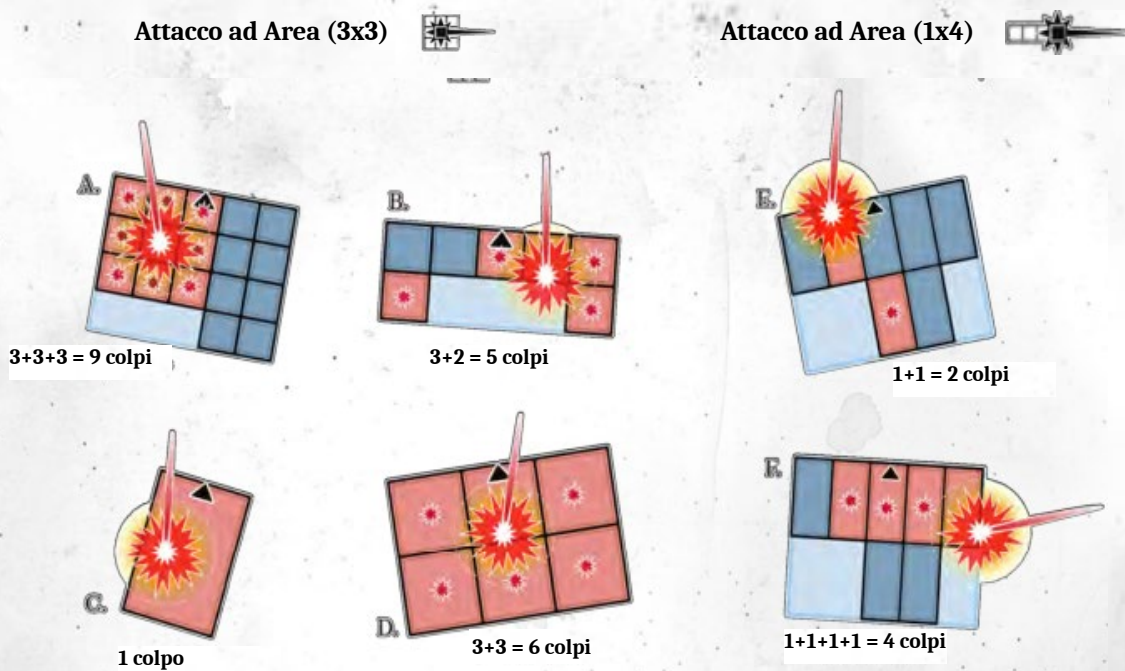 Attacco ad Area (3x3)
Attacco ad Area (1x4)
A.
3+3+3 = 9 colpi
B.
3+2 = 5 colpi
E.
1+1 = 2 colpi
C.
1 colpo
D.
3+3 = 6 colpi
F.
1+1+1+1 = 4 colpi